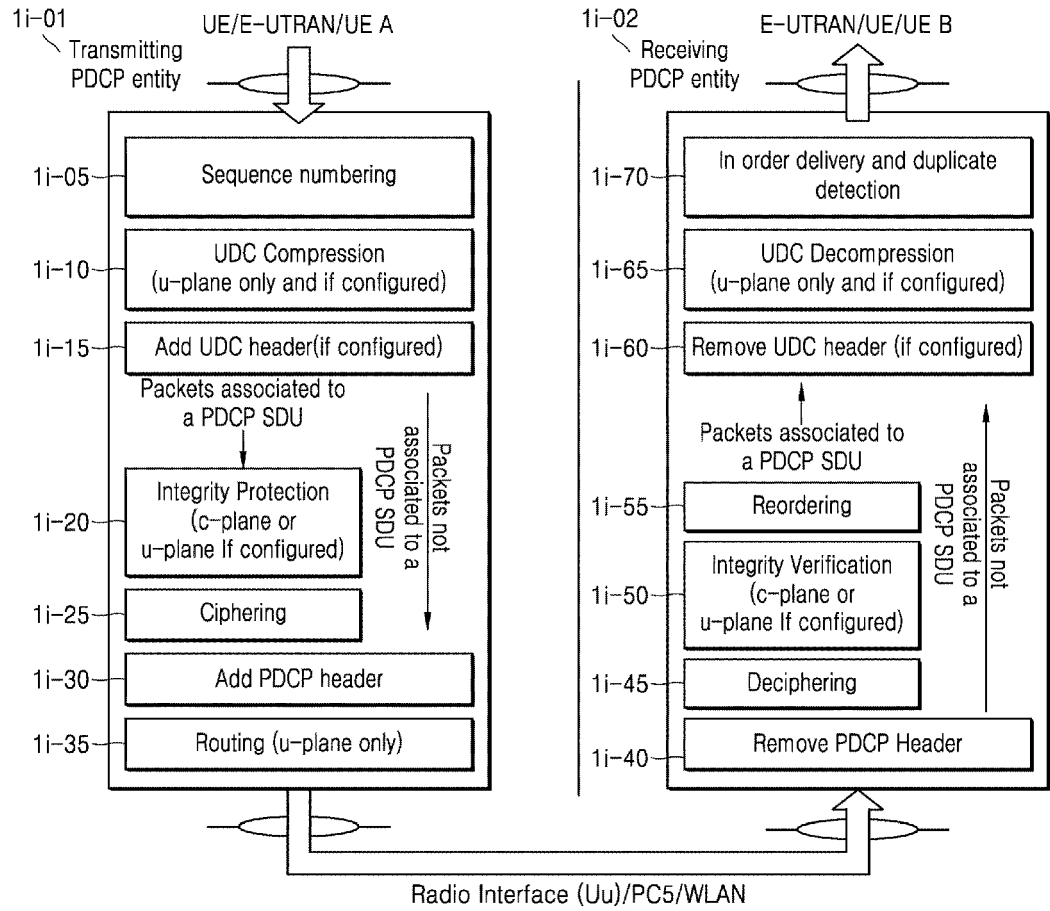 1i-01
UE/E-UTRAN/UE A
Transmitting
PDCP entity
1i-05
Sequence numbering
1i-10
UDC Compression
(u-plane only and if configured)
1i-15
Add UDC header(if configured)
Packets associated to
a PDCP SDU
Packets not
associated to a
PDCP SDU
1i-20
Integrity Protection
(c-plane or
u-plane If configured)
1i-25
Ciphering
1i-30
Add PDCP header
1i-35
Routing (u-plane only)
1i-02
E-UTRAN/UE/UE B
Receiving
PDCP entity
1i-70
In order delivery and duplicate
detection
1i-65
UDC Decompression
(u-plane only and if configured)
1i-60
Remove UDC header (if configured)
Packets associated to
a PDCP SDU
Packets not
associated to a
PDCP SDU
1i-55
Reordering
1i-50
Integrity Verification
(c-plane or
u-plane If configured)
1i-45
Deciphering
1i-40
Remove PDCP Header
Radio Interface (Uu)/PC5/WLAN